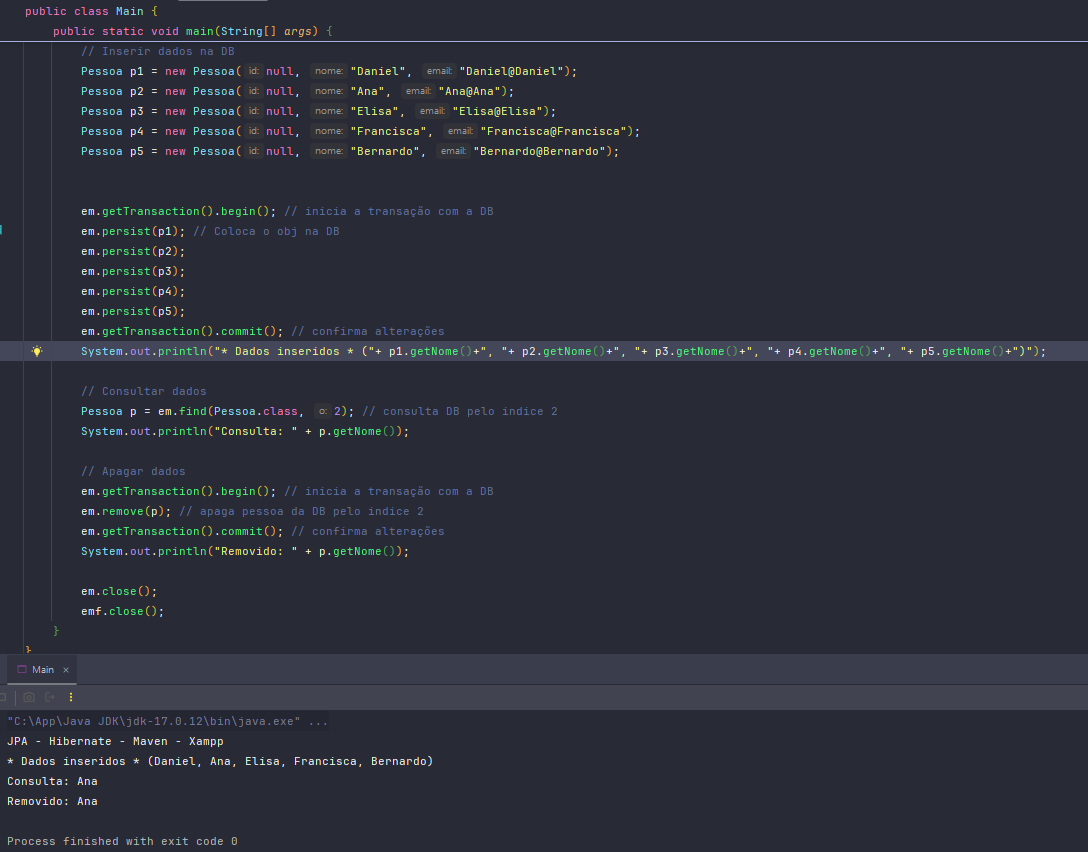 public class Main {
public static void main(String[] args) {
// Inserir dados na DB
Pessoa p1 = new Pessoa( id: null, nome: "Daniel", email: "Daniel@Daniel");
Pessoa p2 = new Pessoa( id: null, nome: "Ana", email: "Ana@Ana");
Pessoa p3 = new Pessoa( id: null, nome: "Elisa", email: "Elisa@Elisa");
Pessoa p4 = new Pessoa( id: null, nome: "Francisca", email: "Francisca@Francisca");
Pessoa p5 = new Pessoa( id: null, nome: "Bernardo", email: "Bernardo@Bernardo");
em.getTransaction().begin(); // inicia a transação com a DB
em.persist(p1); // Coloca o obj na DB
em.persist(p2);
em.persist(p3);
em.persist(p4);
em.persist(p5);
em.getTransaction().commit(); // confirma alterações
System.out.println("* Dados inseridos * ("+ p1.getNome()+", "+ p2.getNome()+", "+ p3.getNome()+", "+ p4.getNome()+", "+ p5.getNome()+")");
// Consultar dados
Pessoa p = em.find(Pessoa.class, o: 2); // consulta DB pelo indice 2
System.out.println("Consulta: " + p.getNome());
// Apagar dados
em.getTransaction().begin(); // inicia a transação com a DB
em.remove(p); // apaga pessoa da DB pelo indice 2
em.getTransaction().commit(); // confirma alterações
System.out.println("Removido: " + p.getNome());
em.close();
emf.close();
}
}
Main ×
"C:\App\Java JDK\jdk-17.0.12\bin\java.exe" ...
JPA - Hibernate - Maven - Xampp
* Dados inseridos * (Daniel, Ana, Elisa, Francisca, Bernardo)
Consulta: Ana
Removido: Ana
Process finished with exit code 0